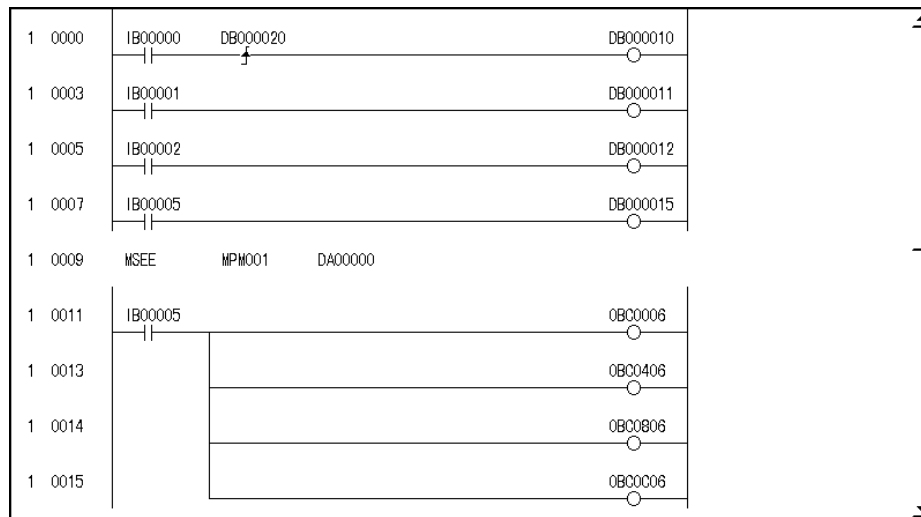 1 0000 IB00000 DB000020 DB000010
1 0003 IB00001 DB000011
1 0005 IB00002 DB000012
1 0007 IB00005 DB000015
1 0009 MSEE MPM001 DA00000
1 0011 IB00005 OBC0006
1 0013 OBC0406
1 0014 OBC0806
1 0015 OBC0C06